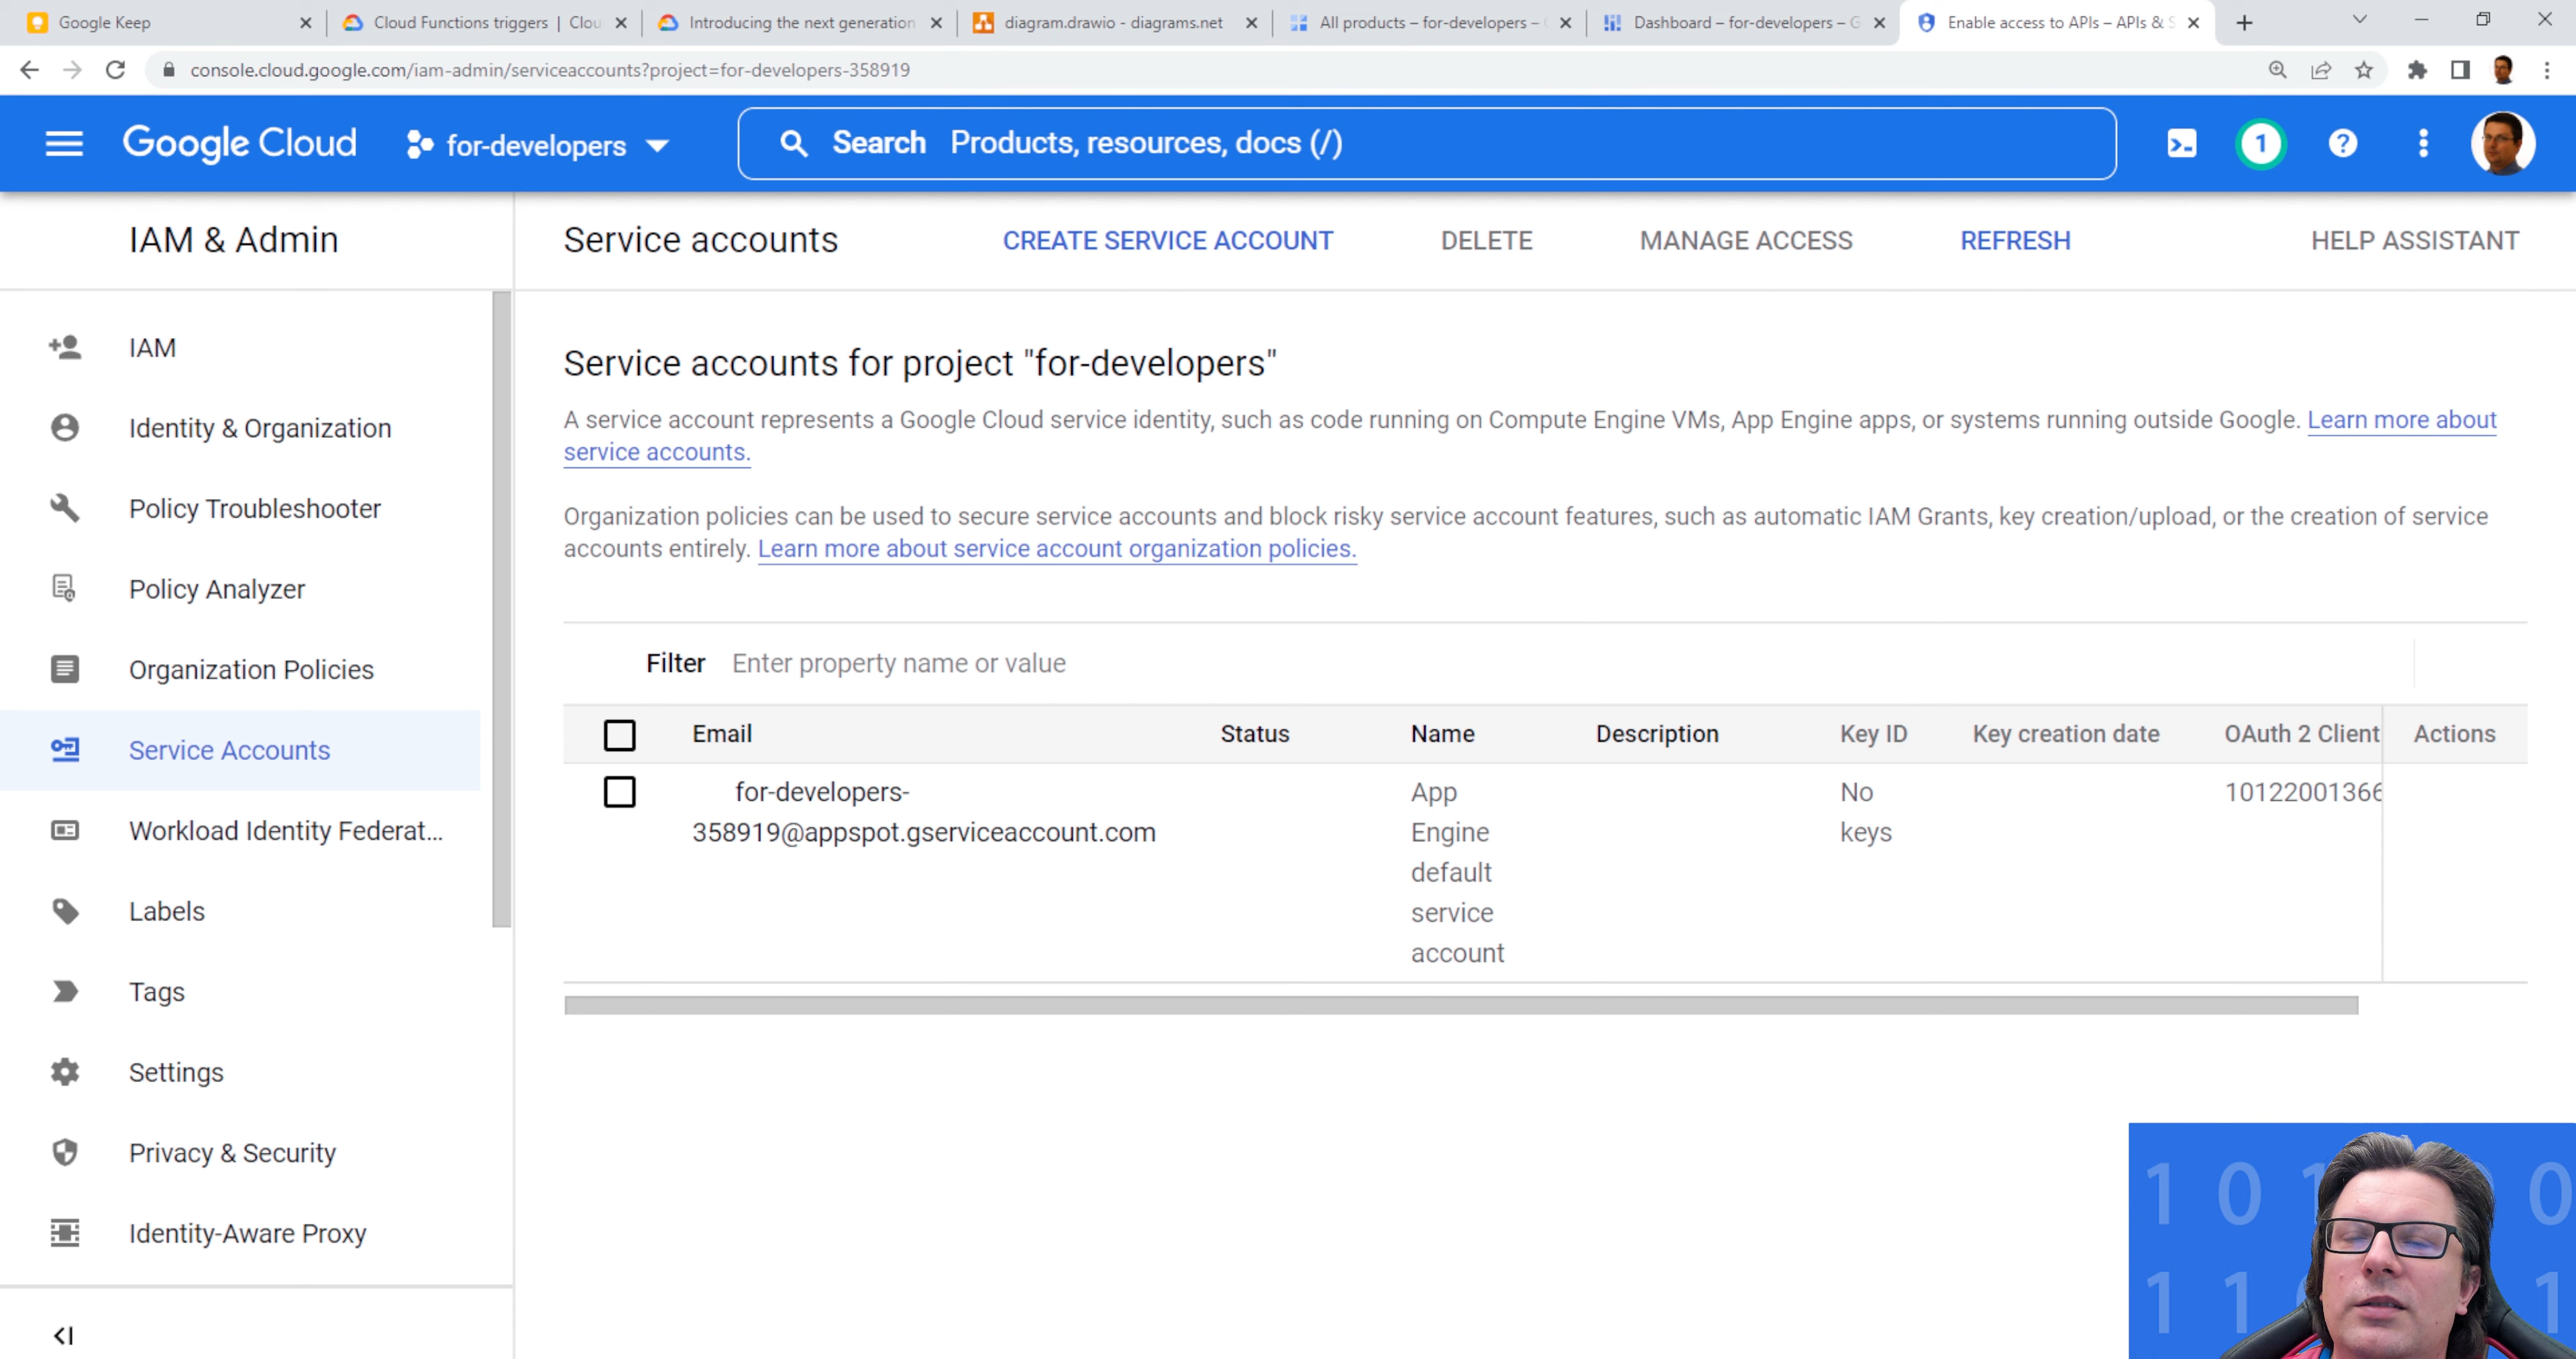 Google Keep
Cloud Functions triggers | Clou
Introducing the next generation
diagram.drawio - diagrams.net
All products – for-developers –
Dashboard – for-developers – G
Enable access to APIs – APIs & S
console.cloud.google.com/iam-admin/serviceaccounts?project=for-developers-358919
Google Cloud
for-developers
Search Products, resources, docs (/)
1
IAM & Admin
Service accounts
CREATE SERVICE ACCOUNT
DELETE
MANAGE ACCESS
REFRESH
HELP ASSISTANT
IAM
Identity & Organization
Policy Troubleshooter
Policy Analyzer
Organization Policies
Service Accounts
Workload Identity Federat...
Labels
Tags
Settings
Privacy & Security
Identity-Aware Proxy
Service accounts for project "for-developers"
A service account represents a Google Cloud service identity, such as code running on Compute Engine VMs, App Engine apps, or systems running outside Google. Learn more about
service accounts.
Organization policies can be used to secure service accounts and block risky service account features, such as automatic IAM Grants, key creation/upload, or the creation of service
accounts entirely. Learn more about service account organization policies.
Filter Enter property name or value
Email Status Name Description Key ID Key creation date OAuth 2 Client Actions
for-developers-
358919@appspot.gserviceaccount.com
App
Engine
default
service
account
No
keys
10122001366
1 0 1 0 0
1 1 1